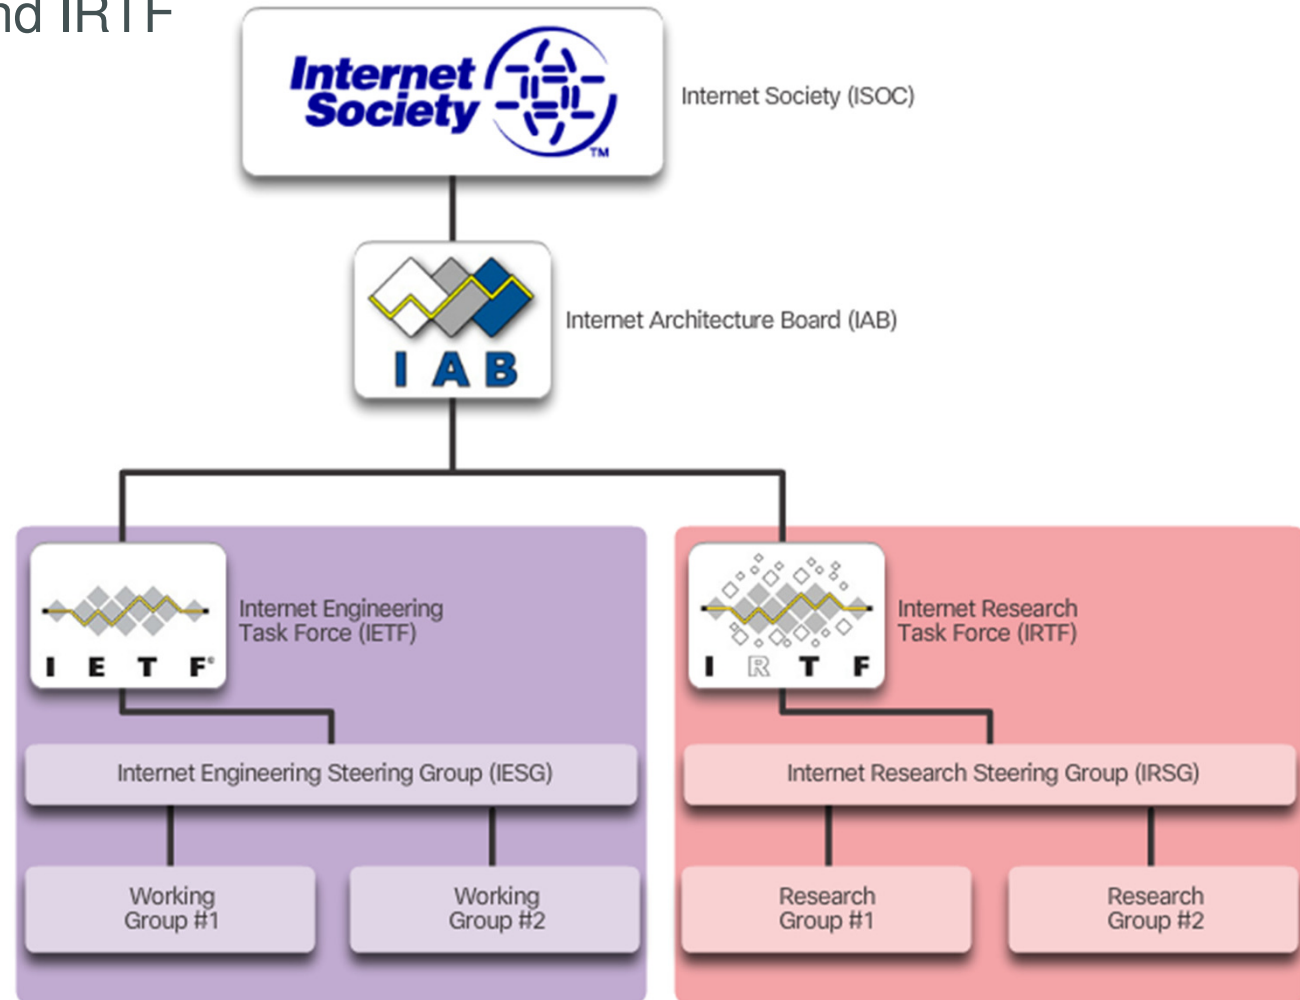 nd IRTF
Internet
Society
TM
Internet Society (ISOC)
I A B
Internet Architecture Board (IAB)
I E T F®
Internet Engineering
Task Force (IETF)
I R T F
Internet Research
Task Force (IRTF)
Internet Engineering Steering Group (IESG)
Internet Research Steering Group (IRSG)
Working
Group #1
Working
Group #2
Research
Group #1
Research
Group #2